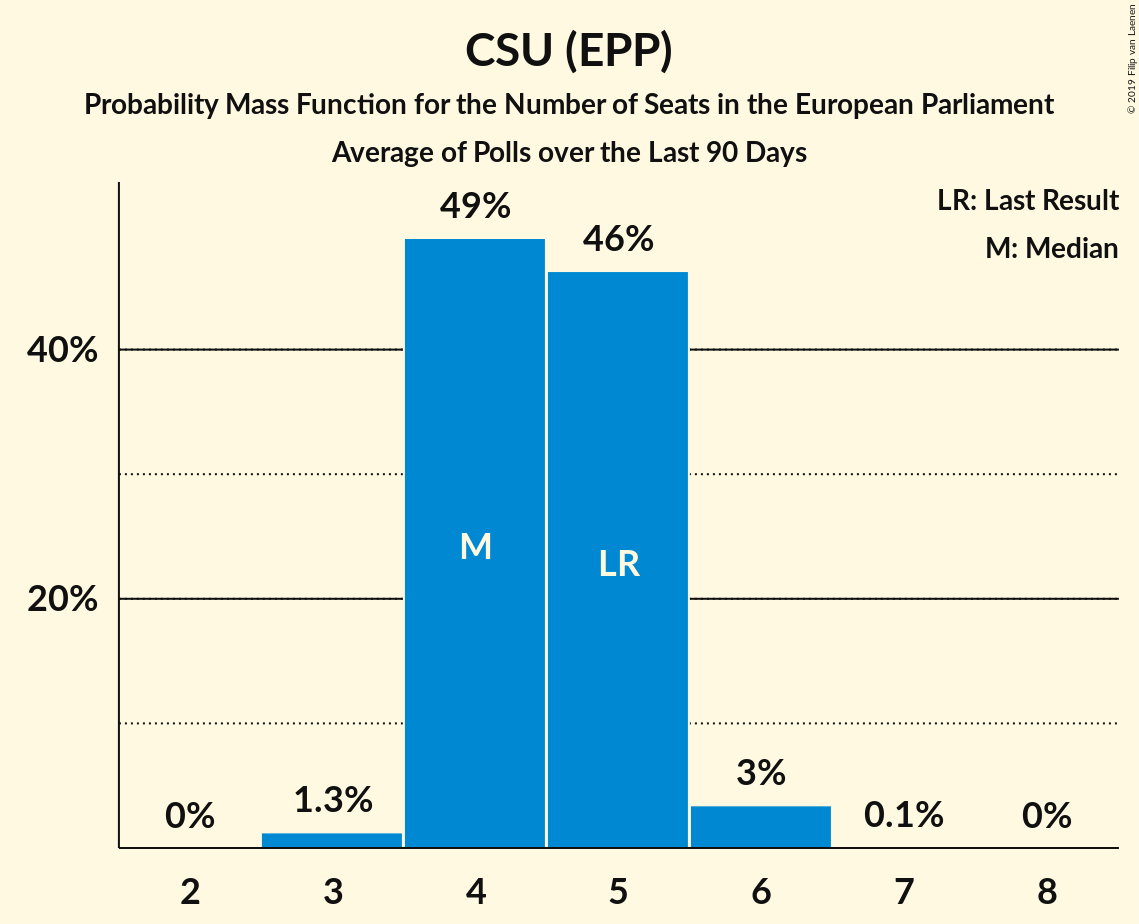 CSU (EPP)
Probability Mass Function for the Number of Seats in the European Parliament
Average of Polls over the Last 90 Days
© 2019 Filip van Laenen
LR: Last Result
M: Median
49%
46%
40%
M
LR
20%
0%
1.3%
3%
0.1%
0%
2 3 4 5 6 7 8